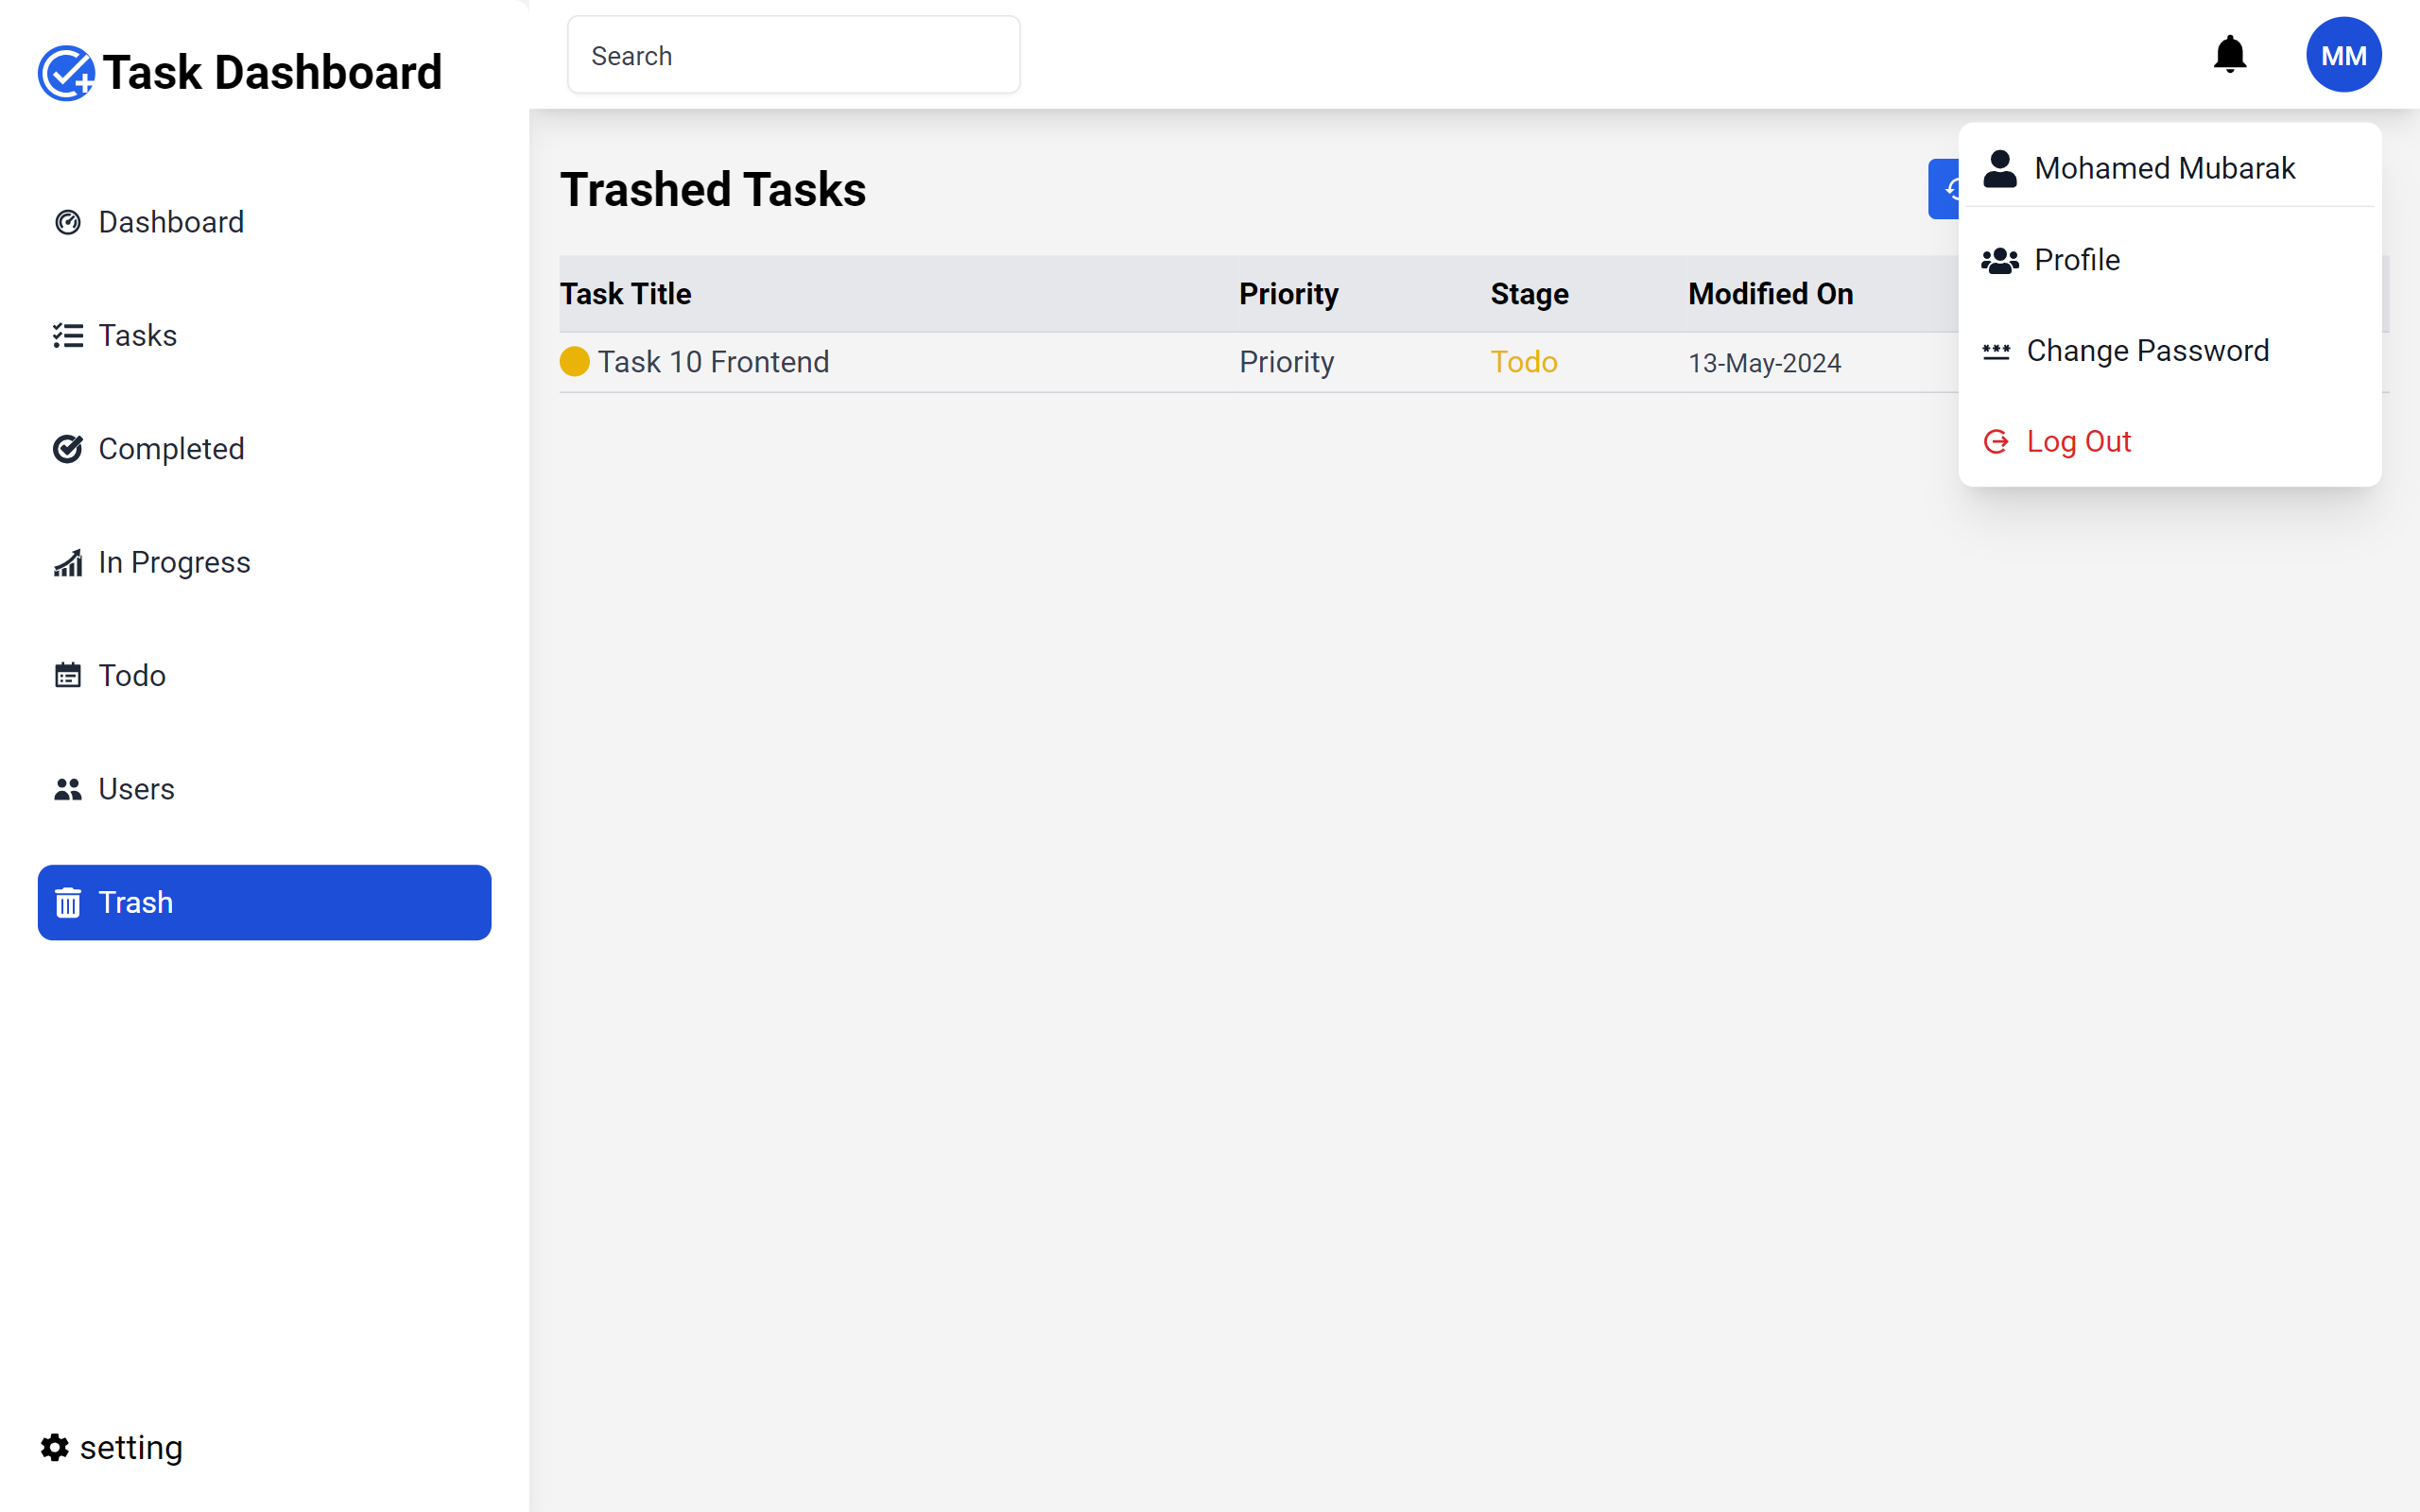 Task Dashboard
Dashboard
Tasks
Completed
In Progress
Todo
Users
Trash
setting
Search
MM
Trashed Tasks
Task Title Priority Stage Modified On
Task 10 Frontend Priority Todo 13-May-2024
Mohamed Mubarak
Profile
Change Password
Log Out